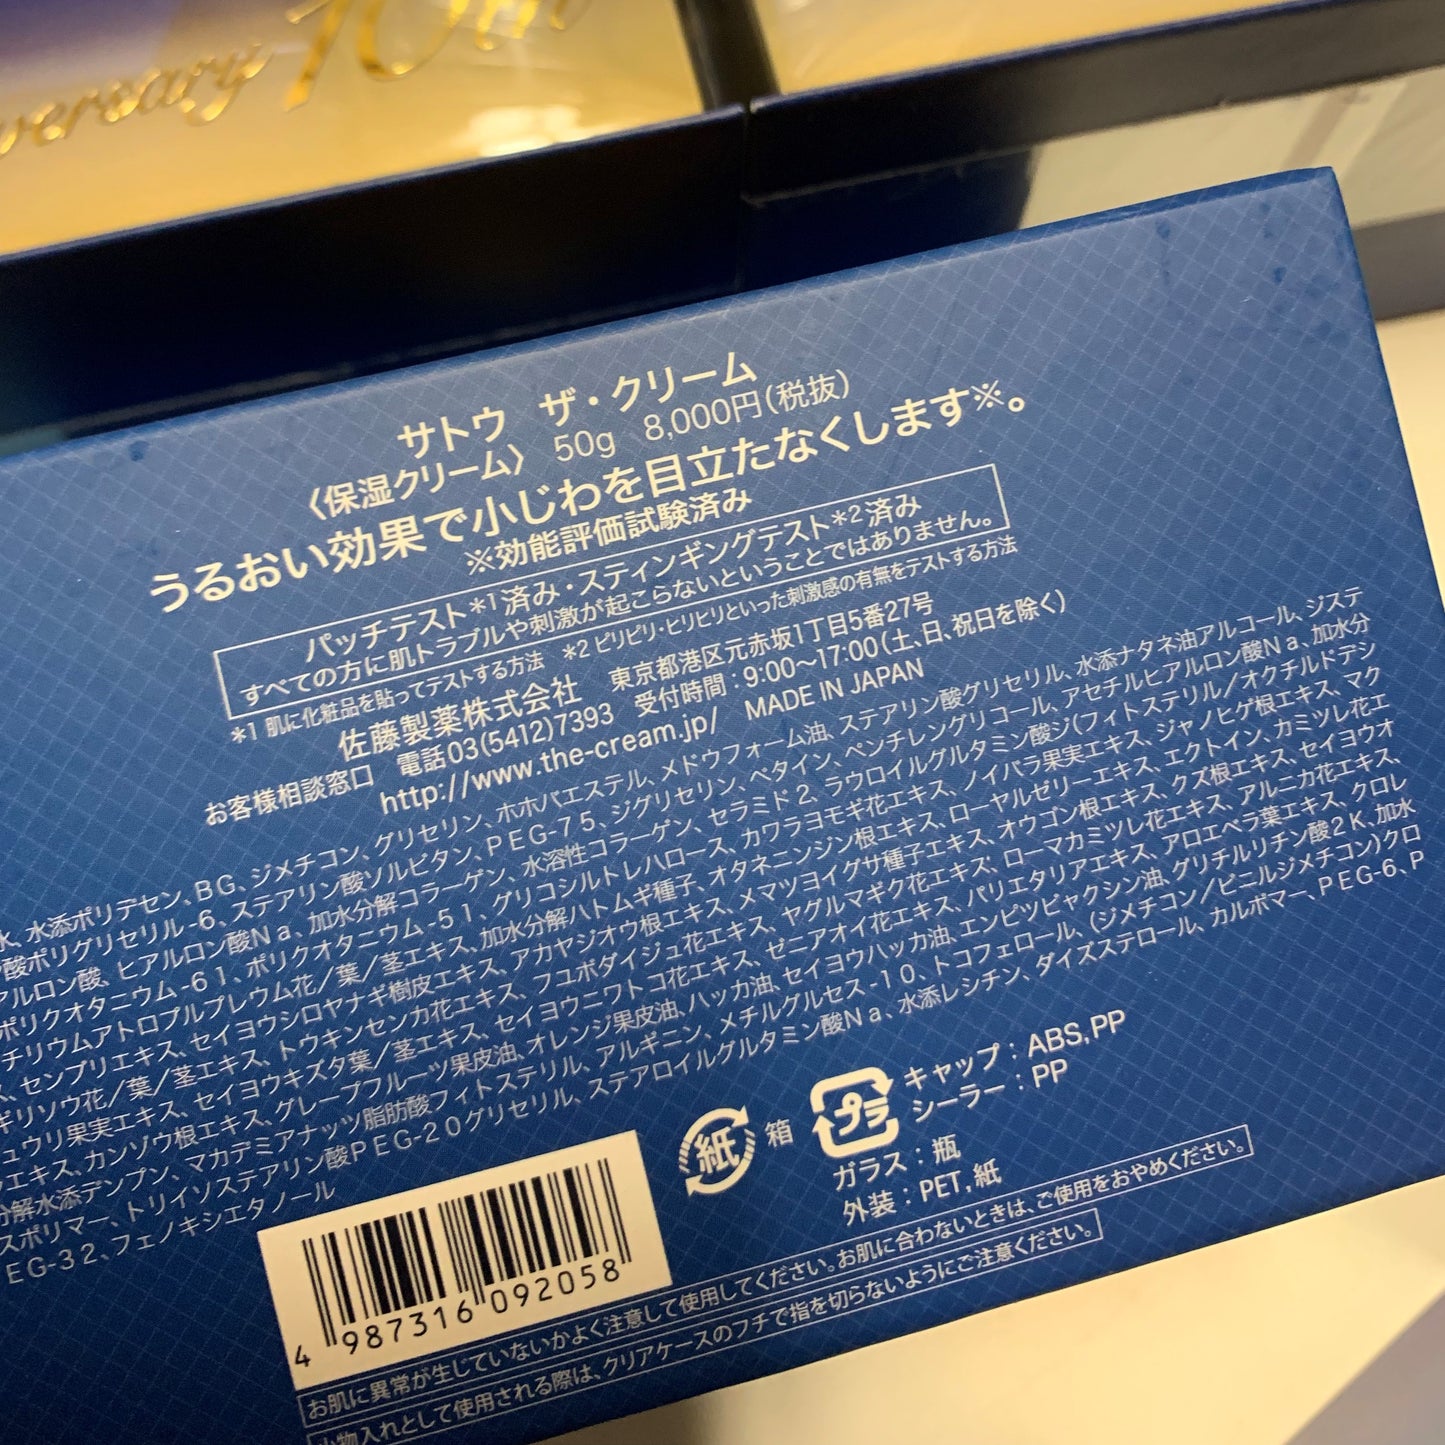 versary 10th
サトウ ザ・クリーム
〈保湿クリーム〉 50g 8,000円(税抜)
うるおい効果で小じわを目立たなくします※。
※効能評価試験済み
パッチテスト*1済み・スティンギングテスト*2済み
すべての方に肌トラブルや刺激が起こらないということではありません。
*1 肌に化粧品を貼ってテストする方法 *2 ピリピリ・ヒリヒリといった刺激感の有無をテストする方法
佐藤製薬株式会社 東京都港区元赤坂1丁目5番27号
お客様相談窓口 電話03(5412)7393 受付時間:9:00〜17:00(土、日、祝日を除く)
http://www.the-cream.jp/ MADE IN JAPAN
水、水添ポリデセン、BG、ジメチコン、グリセリン、ホホバエステル、メドウフォーム油、ステアリン酸グリセリル、水添ナタネ油アルコール、ジステ
酸ポリグリセリル-6、ステアリン酸ソルビタン、PEG-75、ジグリセリン、ベタイン、ペンチレングリコール、アセチルヒアルロン酸Na、加水分
アルロン酸、ヒアルロン酸Na、加水分解コラーゲン、水溶性コラーゲン、セラミド2、ラウロイルグルタミン酸ジ(フィトステリル/オクチルドデシ
ポリクオタニウム-61、ポリクオタニウム-51、グリコシルトレハロース、カワラヨモギ花エキス、ノイバラ果実エキス、ジャノヒゲ根エキス、マク
チリウムアトロプルプレウム花/葉/茎エキス、加水分解ハトムギ種子、オタネニンジン根エキス、ローヤルゼリーエキス、エクトイン、カミツレ花エ
ス、センブリエキス、セイヨウシロヤナギ樹皮エキス、アカヤジオウ根エキス、メマツヨイグサ種子エキス、オウゴン根エキス、クズ根エキス、セイヨウオ
ギリソウ花/葉/茎エキス、トウキンセンカ花エキス、フユボダイジュ花エキス、ヤグルマギク花エキス、ローマカミツレ花エキス、アルニカ花エキス、
ュウリ果実エキス、セイヨウキズタ葉/茎エキス、セイヨウニワトコ花エキス、ゼニアオイ花エキス、パリエタリアエキス、アロエベラ葉エキス、クロレ
ラエキス、カンゾウ根エキス、グレープフルーツ果皮油、オレンジ果皮油、ハッカ油、セイヨウハッカ油、エンピツビャクシン油、グリチルリチン酸2K、加水
分解水添デンプン、マカデミアナッツ脂肪酸フィトステリル、アルギニン、メチルグルセス-10、トコフェロール、(ジメチコン/ビニルジメチコン)クロ
スポリマー、トリイソステアリン酸PEG-20グリセリル、ステアロイルグルタミン酸Na、水添レシチン、ダイズステロール、カルボマー、PEG-6、P
EG-32、フェノキシエタノール
紙 箱
プラ キャップ:ABS,PP
シーラー:PP
ガラス:瓶
外装:PET,紙
4 987316 092058
お肌に異常が生じていないかよく注意して使用してください。お肌に合わないときは、ご使用をおやめください。
小物入れとして使用される際は、クリアケースのフチで指を切らないようにご注意ください。